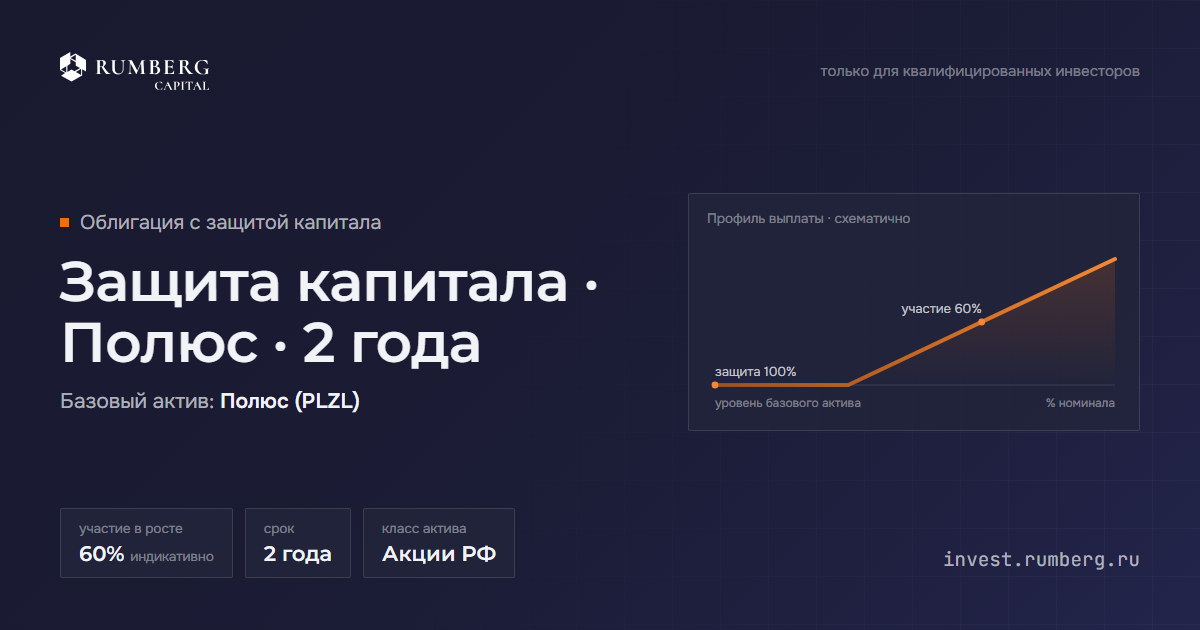 RUMBERG
CAPITAL
только для квалифицированных инвесторов
Облигация с защитой капитала
Защита капитала ·
Полюс · 2 года
Базовый актив: Полюс (PLZL)
Профиль выплаты · схематично
участие 60%
защита 100%
уровень базового актива
% номинала
участие в росте
60% индикативно
срок
2 года
класс актива
Акции РФ
invest.rumberg.ru